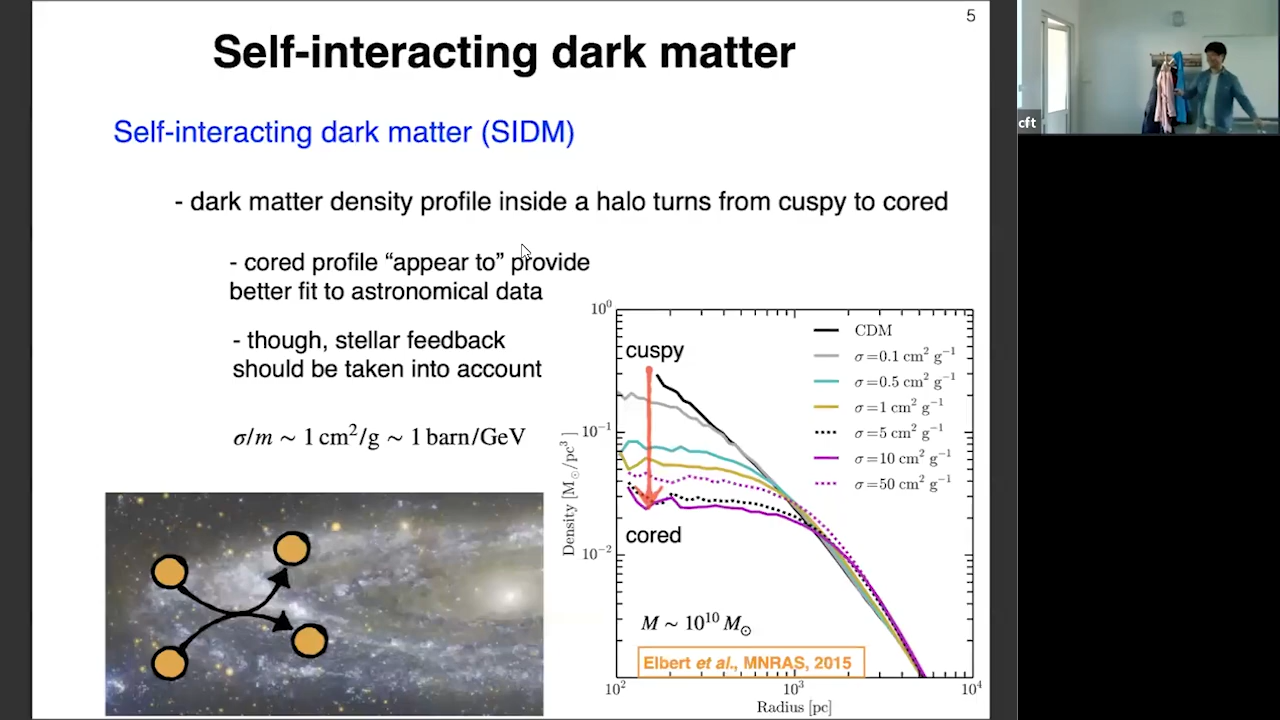 5
Self-interacting dark matter
Self-interacting dark matter (SIDM)
- dark matter density profile inside a halo turns from cuspy to cored
- cored profile “appear to” provide
better fit to astronomical data
- though, stellar feedback
should be taken into account
σ/m ∼ 1 cm²/g ∼ 1 barn/GeV
cuspy
cored
CDM
σ=0.1 cm² g⁻¹
σ=0.5 cm² g⁻¹
σ=1 cm² g⁻¹
σ=5 cm² g⁻¹
σ=10 cm² g⁻¹
σ=50 cm² g⁻¹
10⁰
10⁻¹
10⁻²
Density [M☉/pc³]
M ∼ 10¹⁰ M☉
Elbert et al., MNRAS, 2015
10² 10³ 10⁴
Radius [pc]
cft